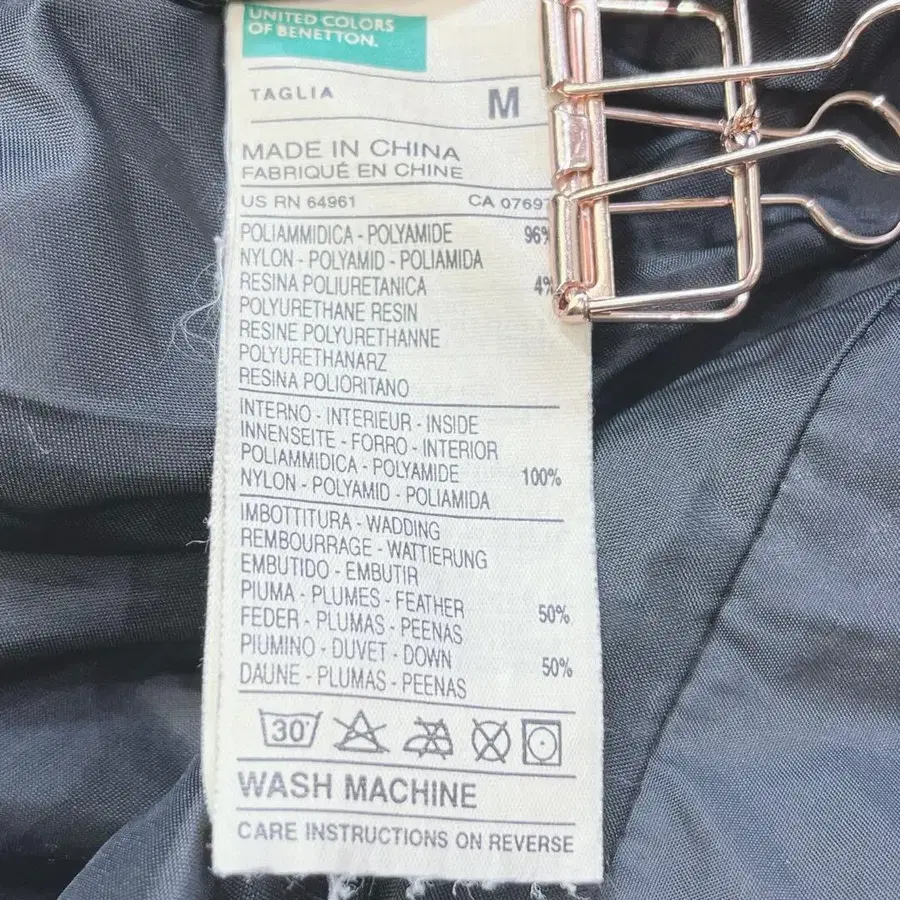 UNITED COLORS
OF BENETTON.
TAGLIA M
MADE IN CHINA
FABRIQUÉ EN CHINE
US RN 64961 CA 07697
POLIAMMIDICA - POLYAMIDE 96%
NYLON - POLYAMID - POLIAMIDA
RESINA POLIURETANICA 4%
POLYURETHANE RESIN
RESINE POLYURETHANNE
POLYURETHANARZ
RESINA POLIORITANO
INTERNO - INTERIEUR - INSIDE
INNENSEITE - FORRO - INTERIOR
POLIAMMIDICA - POLYAMIDE 100%
NYLON - POLYAMID - POLIAMIDA
IMBOTTITURA - WADDING
REMBOURRAGE - WATTIERUNG
EMBUTIDO - EMBUTIR
PIUMA - PLUMES - FEATHER 50%
FEDER - PLUMAS - PEENAS
PIUMINO - DUVET - DOWN 50%
DAUNE - PLUMAS - PEENAS
30°
WASH MACHINE
CARE INSTRUCTIONS ON REVERSE